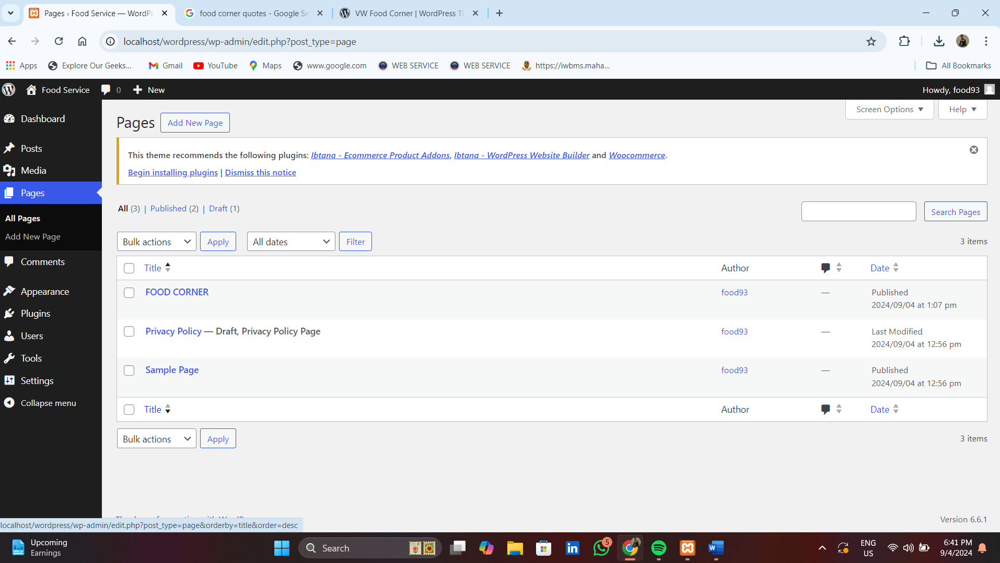 Pages ‹ Food Service — WordPr
food corner quotes - Google Se
VW Food Corner | WordPress Th
localhost/wordpress/wp-admin/edit.php?post_type=page
Apps
Explore Our Geeks...
Gmail
YouTube
Maps
www.google.com
WEB SERVICE
WEB SERVICE
https://iwbms.maha...
All Bookmarks
Food Service
0
New
Howdy, food93
Dashboard
Posts
Media
Pages
All Pages
Add New Page
Comments
Appearance
Plugins
Users
Tools
Settings
Collapse menu
Screen Options
Help
Pages
Add New Page
This theme recommends the following plugins: Ibtana - Ecommerce Product Addons, Ibtana - WordPress Website Builder and Woocommerce.
Begin installing plugins | Dismiss this notice
All (3) | Published (2) | Draft (1)
Search Pages
Bulk actions
Apply
All dates
Filter
3 items
Title
Author
Date
FOOD CORNER
food93
—
Published
2024/09/04 at 1:07 pm
Privacy Policy — Draft, Privacy Policy Page
food93
—
Last Modified
2024/09/04 at 12:56 pm
Sample Page
food93
—
Published
2024/09/04 at 12:56 pm
Title
Author
Date
Bulk actions
Apply
3 items
Version 6.6.1
localhost/wordpress/wp-admin/edit.php?post_type=page&orderby=title&order=desc
Upcoming
Earnings
Search
5
ENG
US
6:41 PM
9/4/2024